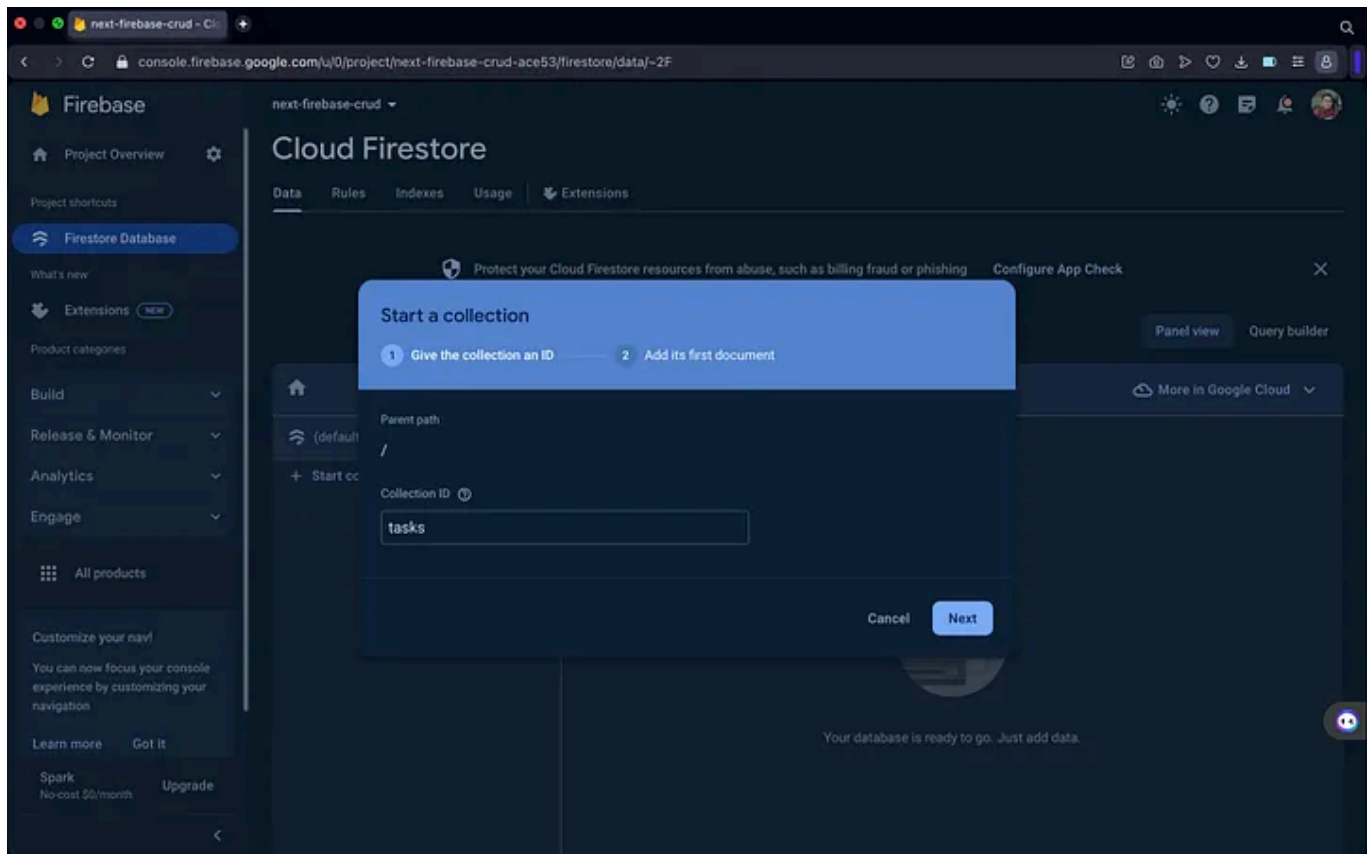 next-firebase-crud - Clo
console.firebase.google.com/u/0/project/next-firebase-crud-ace53/firestore/data/~2F
Firebase
next-firebase-crud
Project Overview
Cloud Firestore
Data Rules Indexes Usage Extensions
Project shortcuts
Firestore Database
What's new
Extensions NEW
Product categories
Build
Release & Monitor
Analytics
Engage
All products
Customize your nav!
You can now focus your console
experience by customizing your
navigation
Learn more Got it
Spark
No-cost $0/month
Upgrade
Protect your Cloud Firestore resources from abuse, such as billing fraud or phishing Configure App Check
Panel view Query builder
More in Google Cloud
(default
+ Start co
Start a collection
1 Give the collection an ID 2 Add its first document
Parent path
/
Collection ID
tasks
Cancel Next
Your database is ready to go. Just add data.